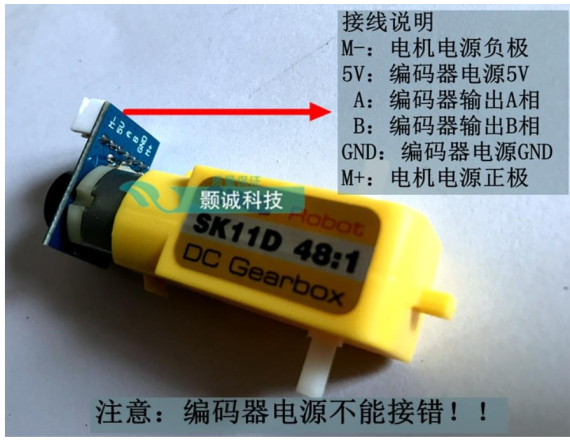 接线说明
M-：电机电源负极
5V：编码器电源5V
A：编码器输出A相
B：编码器输出B相
GND：编码器电源GND
M+：电机电源正极
M-
5V
A
B
GND
M+
颢诚科技
Robot
SK11D 48:1
DC Gearbox
注意：编码器电源不能接错！！